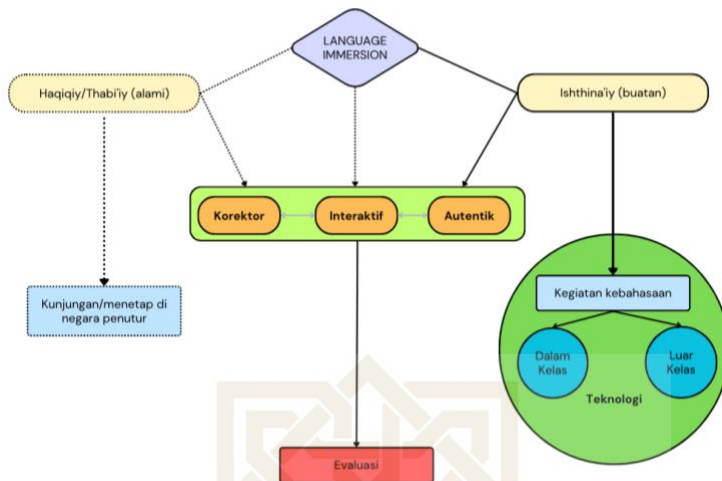 LANGUAGE
IMMERSION
Haqiqiy/Thabi'iy (alami)
Ishthina'iy (buatan)
Korektor
Interaktif
Autentik
Kunjungan/menetap di
negara penutur
Kegiatan kebahasaan
Dalam
Kelas
Luar
Kelas
Teknologi
Evaluasi